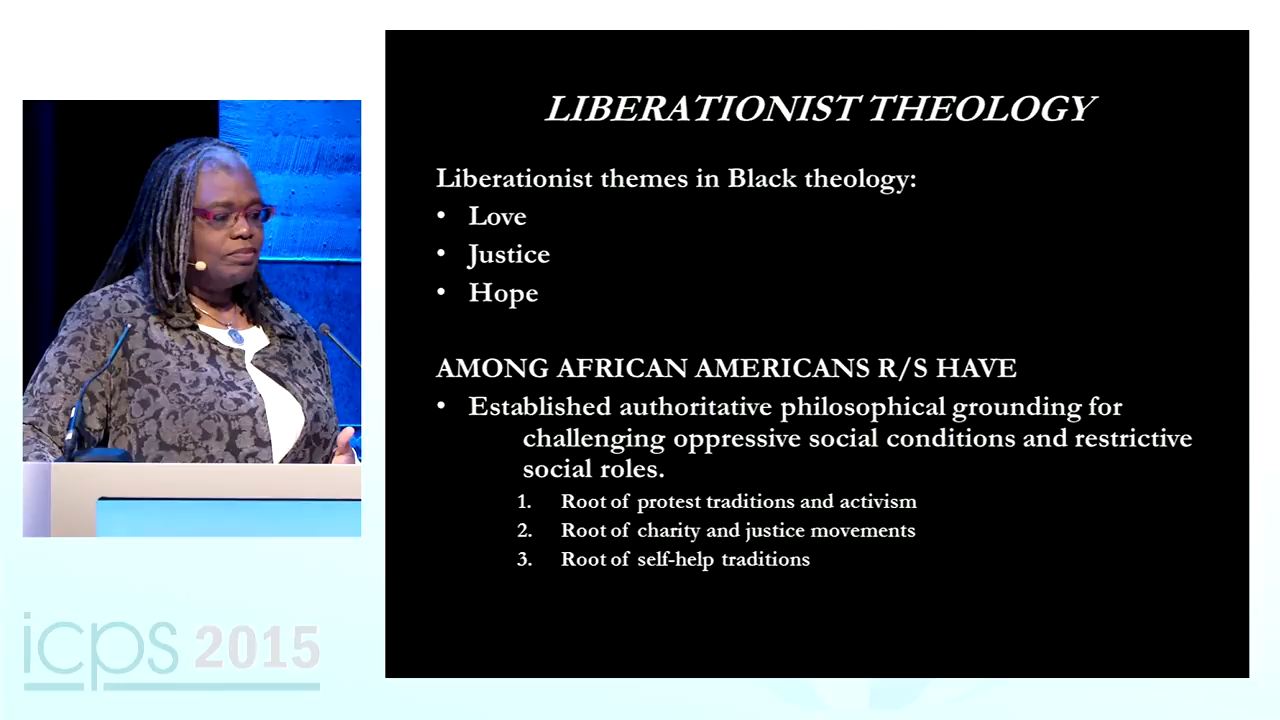 LIBERATIONIST THEOLOGY
Liberationist themes in Black theology:
• Love
• Justice
• Hope
AMONG AFRICAN AMERICANS R/S HAVE
• Established authoritative philosophical grounding for
challenging oppressive social conditions and restrictive
social roles.
1. Root of protest traditions and activism
2. Root of charity and justice movements
3. Root of self-help traditions
icps 2015